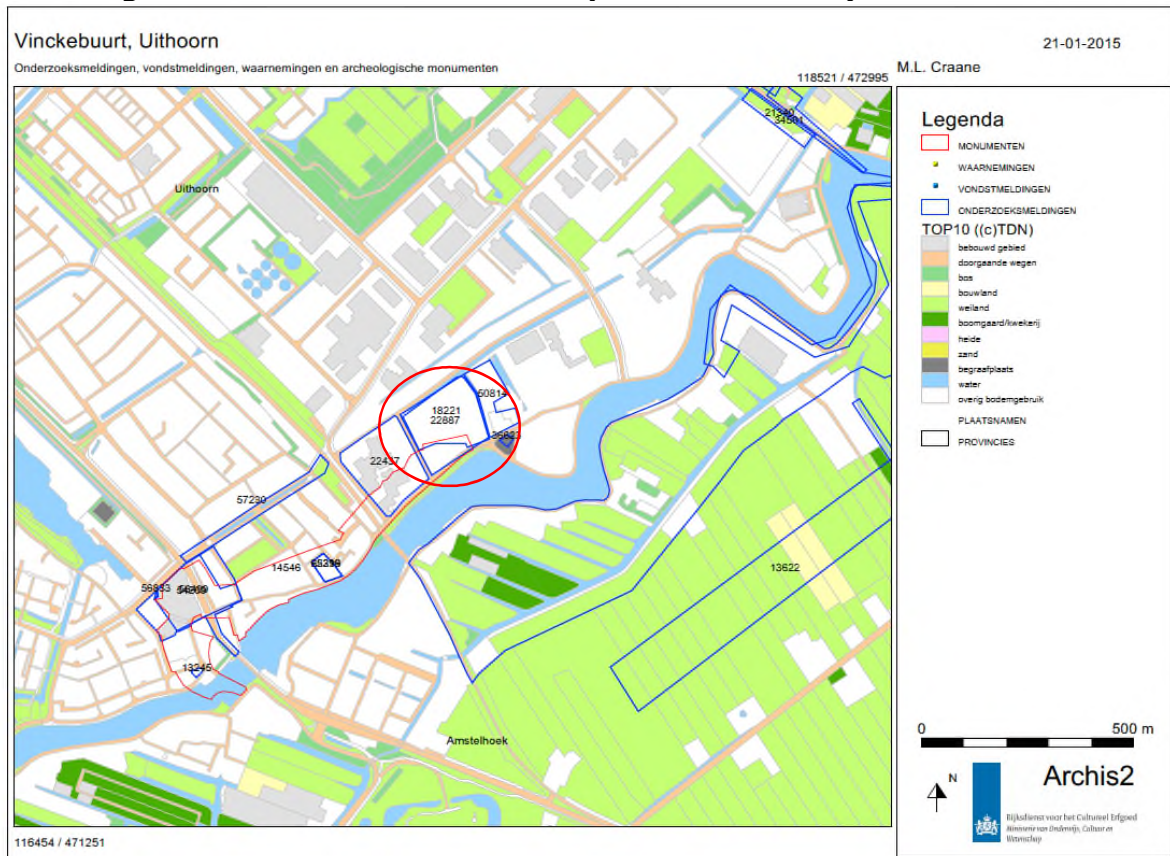 Vinckebuurt, Uithoorn
21-01-2015
Onderzoeksmeldingen, vondstmeldingen, waarnemingen en archeologische monumenten
118521 / 472995
M.L. Craane
Legenda
MONUMENTEN
WAARNEMINGEN
VONDSTMELDINGEN
ONDERZOEKSMELDINGEN
TOP10 ((c)TDN)
bebouwd gebied
doorgaande wegen
bos
bouwland
weiland
boomgaard/kwekerij
heide
zand
begraafplaats
water
overig bodemgebruik
PLAATSNAMEN
PROVINCIES
34501
Uithoorn
50814
18221
22887
22437
57230
14546
13622
13245
Amstelhoek
0 500 m
N
Archis2
Rijksdienst voor het Cultureel Erfgoed
Ministerie van Onderwijs, Cultuur en
Wetenschap
116454 / 471251